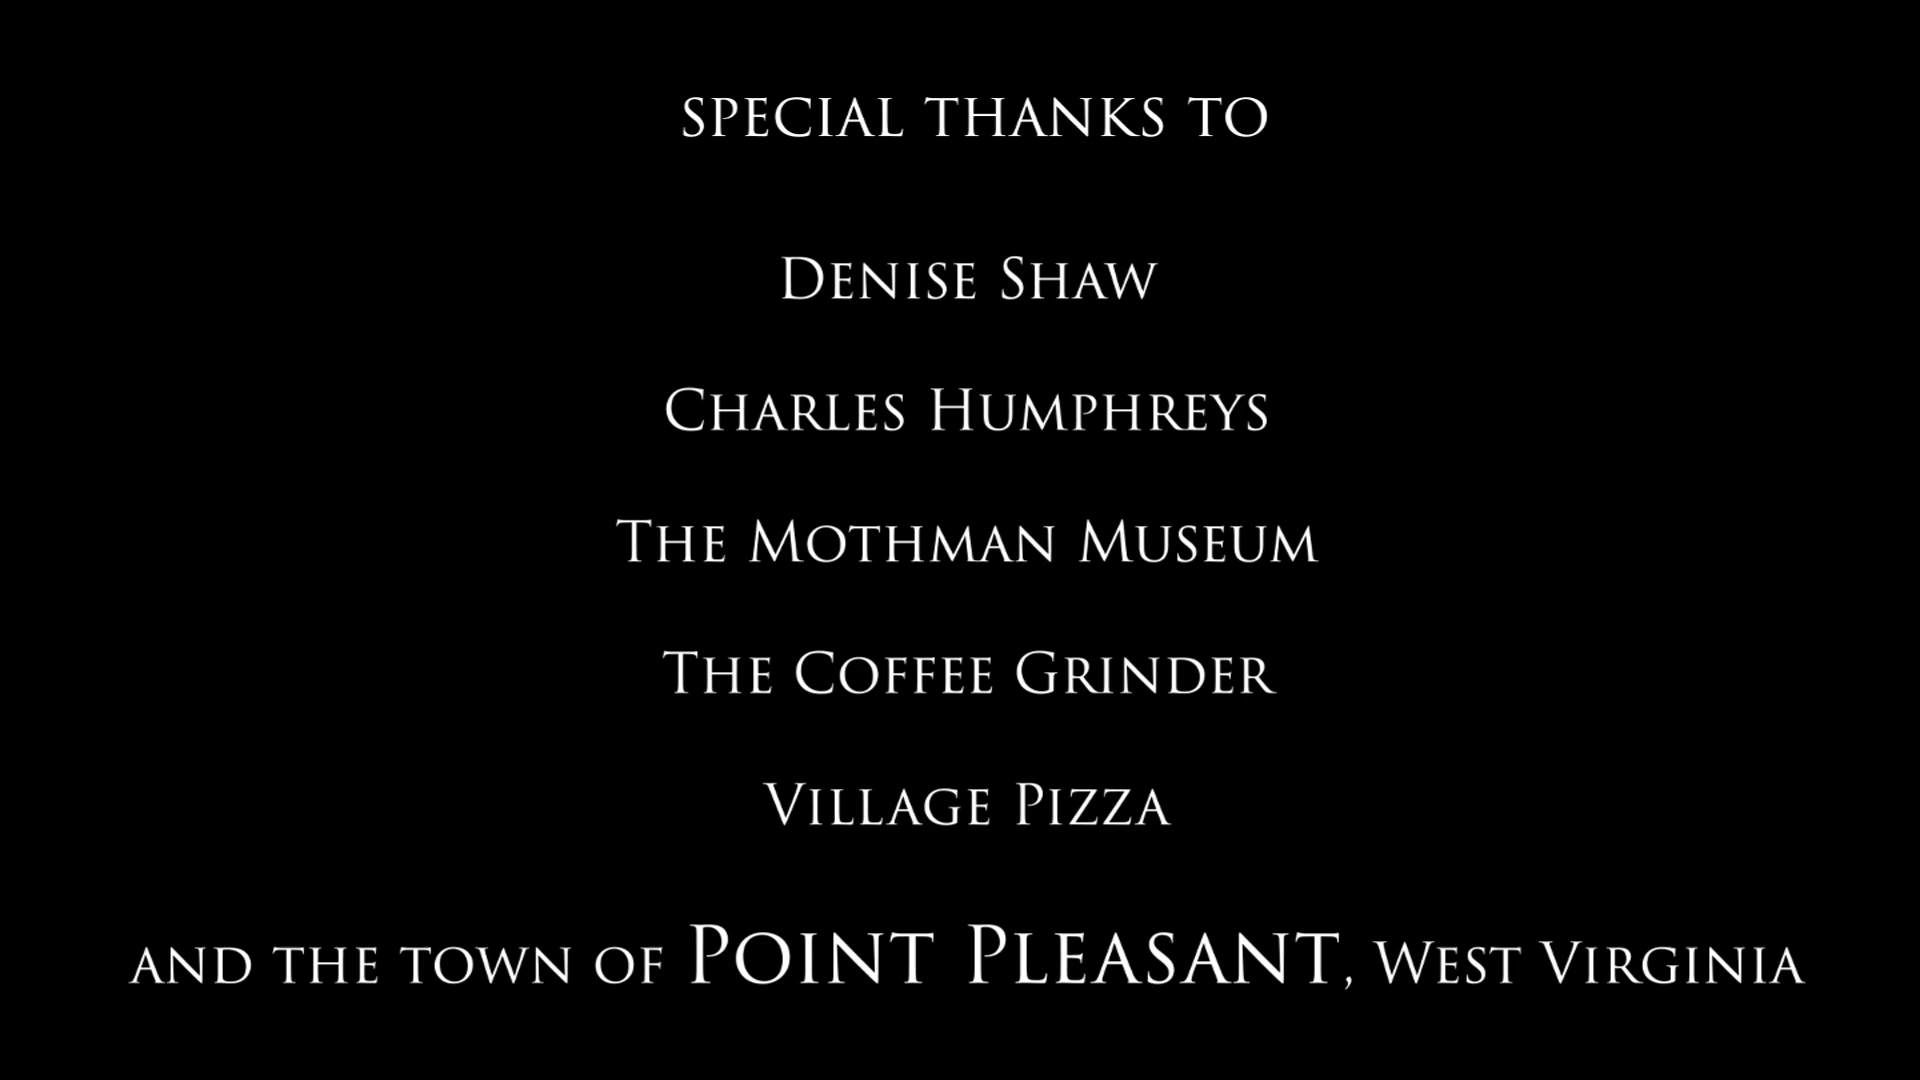 SPECIAL THANKS TO
DENISE SHAW
CHARLES HUMPHREYS
THE MOTHMAN MUSEUM
THE COFFEE GRINDER
VILLAGE PIZZA
AND THE TOWN OF POINT PLEASANT, WEST VIRGINIA